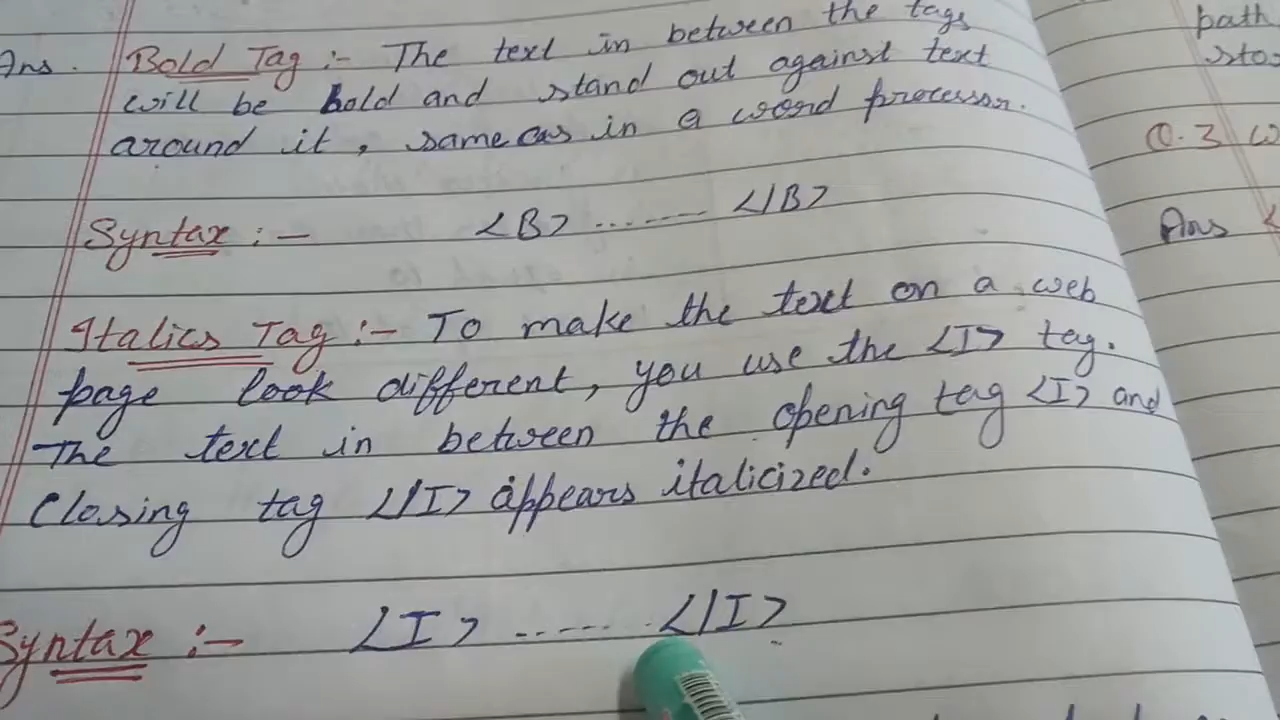 Ans. Bold Tag :- The text in between the tags
will be bold and stand out against text
around it, same as in a word processor.
Syntax :- <B> ...... </B>
Italics Tag :- To make the text on a web
page look different, you use the <I> tag.
The text in between the opening tag <I> and
Closing tag </I> appears italicized.
Syntax :- <I> ...... </I>
path
Q.3
Ans